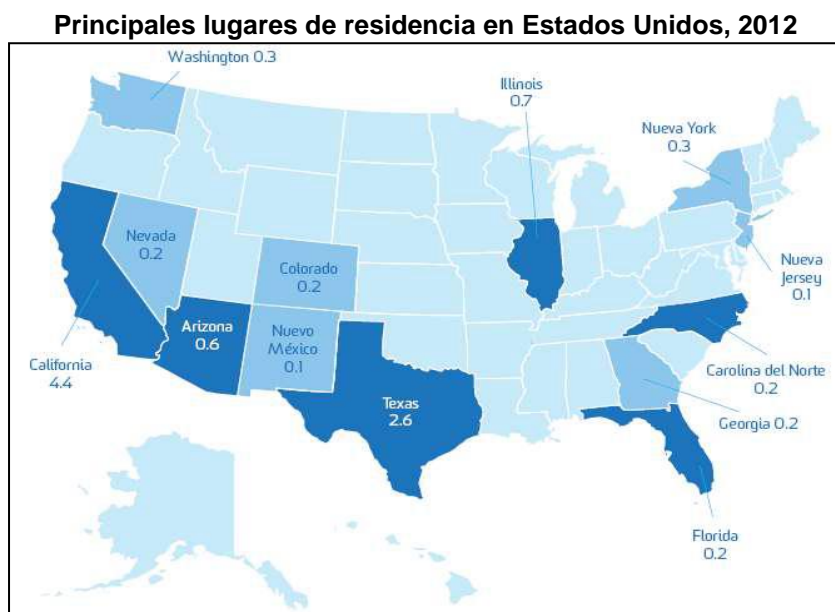 Principales lugares de residencia en Estados Unidos, 2012
Washington 0.3
Illinois
0.7
Nueva York
0.3
Nevada
0.2
Colorado
0.2
Nueva
Jersey
0.1
Arizona
0.6
Nuevo
México
0.1
California
4.4
Carolina del Norte
0.2
Texas
2.6
Georgia 0.2
Florida
0.2